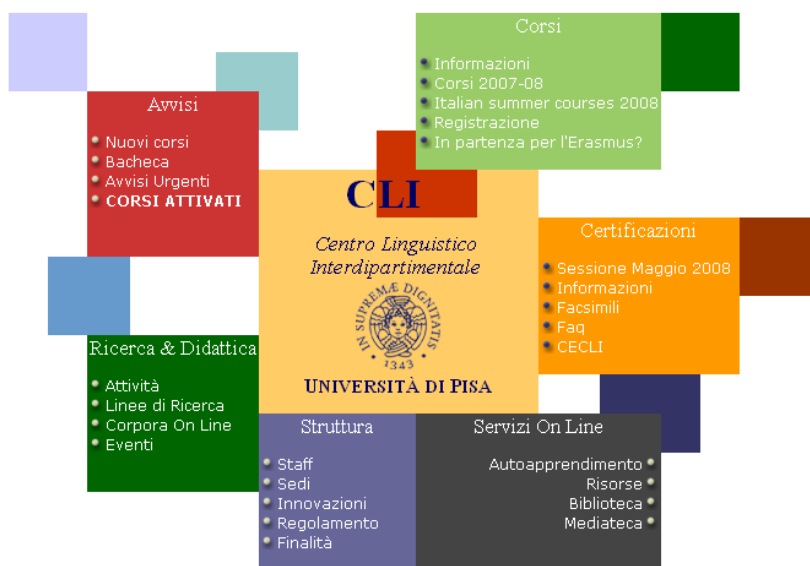 Corsi
Informazioni
Corsi 2007-08
Italian summer courses 2008
Registrazione
In partenza per l'Erasmus?
Avvisi
Nuovi corsi
Bacheca
Avvisi Urgenti
CORSI ATTIVATI
CLI
Centro Linguistico
Interdipartimentale
IN SUPREMÆ DIGNITATIS
1343
UNIVERSITÀ DI PISA
Certificazioni
Sessione Maggio 2008
Informazioni
Facsimili
Faq
CECLI
Ricerca & Didattica
Attività
Linee di Ricerca
Corpora On Line
Eventi
Struttura
Staff
Sedi
Innovazioni
Regolamento
Finalità
Servizi On Line
Autoapprendimento
Risorse
Biblioteca
Mediateca